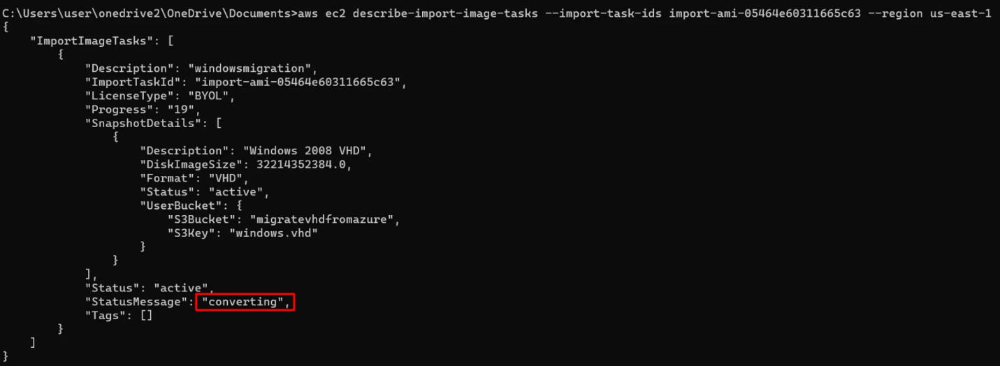 C:\Users\user\onedrive2\OneDrive\Documents>aws ec2 describe-import-image-tasks --import-task-ids import-ami-05464e60311665c63 --region us-east-1
{
    "ImportImageTasks": [
        {
            "Description": "windowsmigration",
            "ImportTaskId": "import-ami-05464e60311665c63",
            "LicenseType": "BYOL",
            "Progress": "19",
            "SnapshotDetails": [
                {
                    "Description": "Windows 2008 VHD",
                    "DiskImageSize": 32214352384.0,
                    "Format": "VHD",
                    "Status": "active",
                    "UserBucket": {
                        "S3Bucket": "migratevhdfromazure",
                        "S3Key": "windows.vhd"
                    }
                }
            ],
            "Status": "active",
            "StatusMessage": "converting",
            "Tags": []
        }
    ]
}